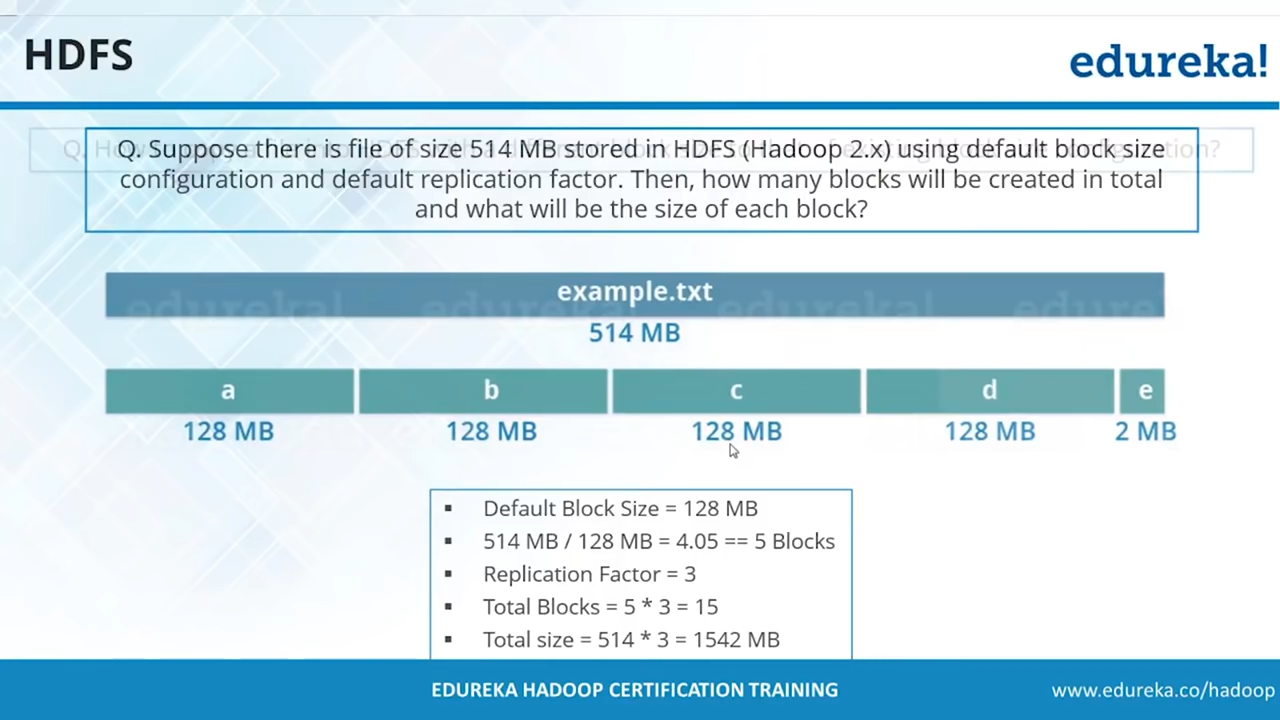 HDFS
edureka!
Q. Suppose there is file of size 514 MB stored in HDFS (Hadoop 2.x) using default block size
configuration and default replication factor. Then, how many blocks will be created in total
and what will be the size of each block?
example.txt
514 MB
a b c d e
128 MB 128 MB 128 MB 128 MB 2 MB
▪ Default Block Size = 128 MB
▪ 514 MB / 128 MB = 4.05 == 5 Blocks
▪ Replication Factor = 3
▪ Total Blocks = 5 * 3 = 15
▪ Total size = 514 * 3 = 1542 MB
EDUREKA HADOOP CERTIFICATION TRAINING
www.edureka.co/hadoop